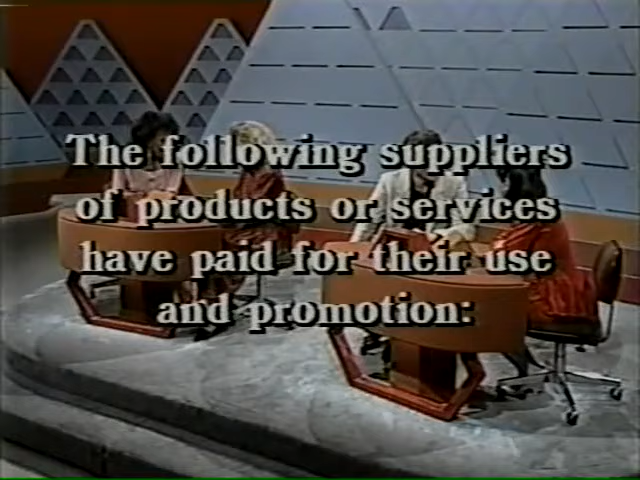 The following suppliers
of products or services
have paid for their use
and promotion: